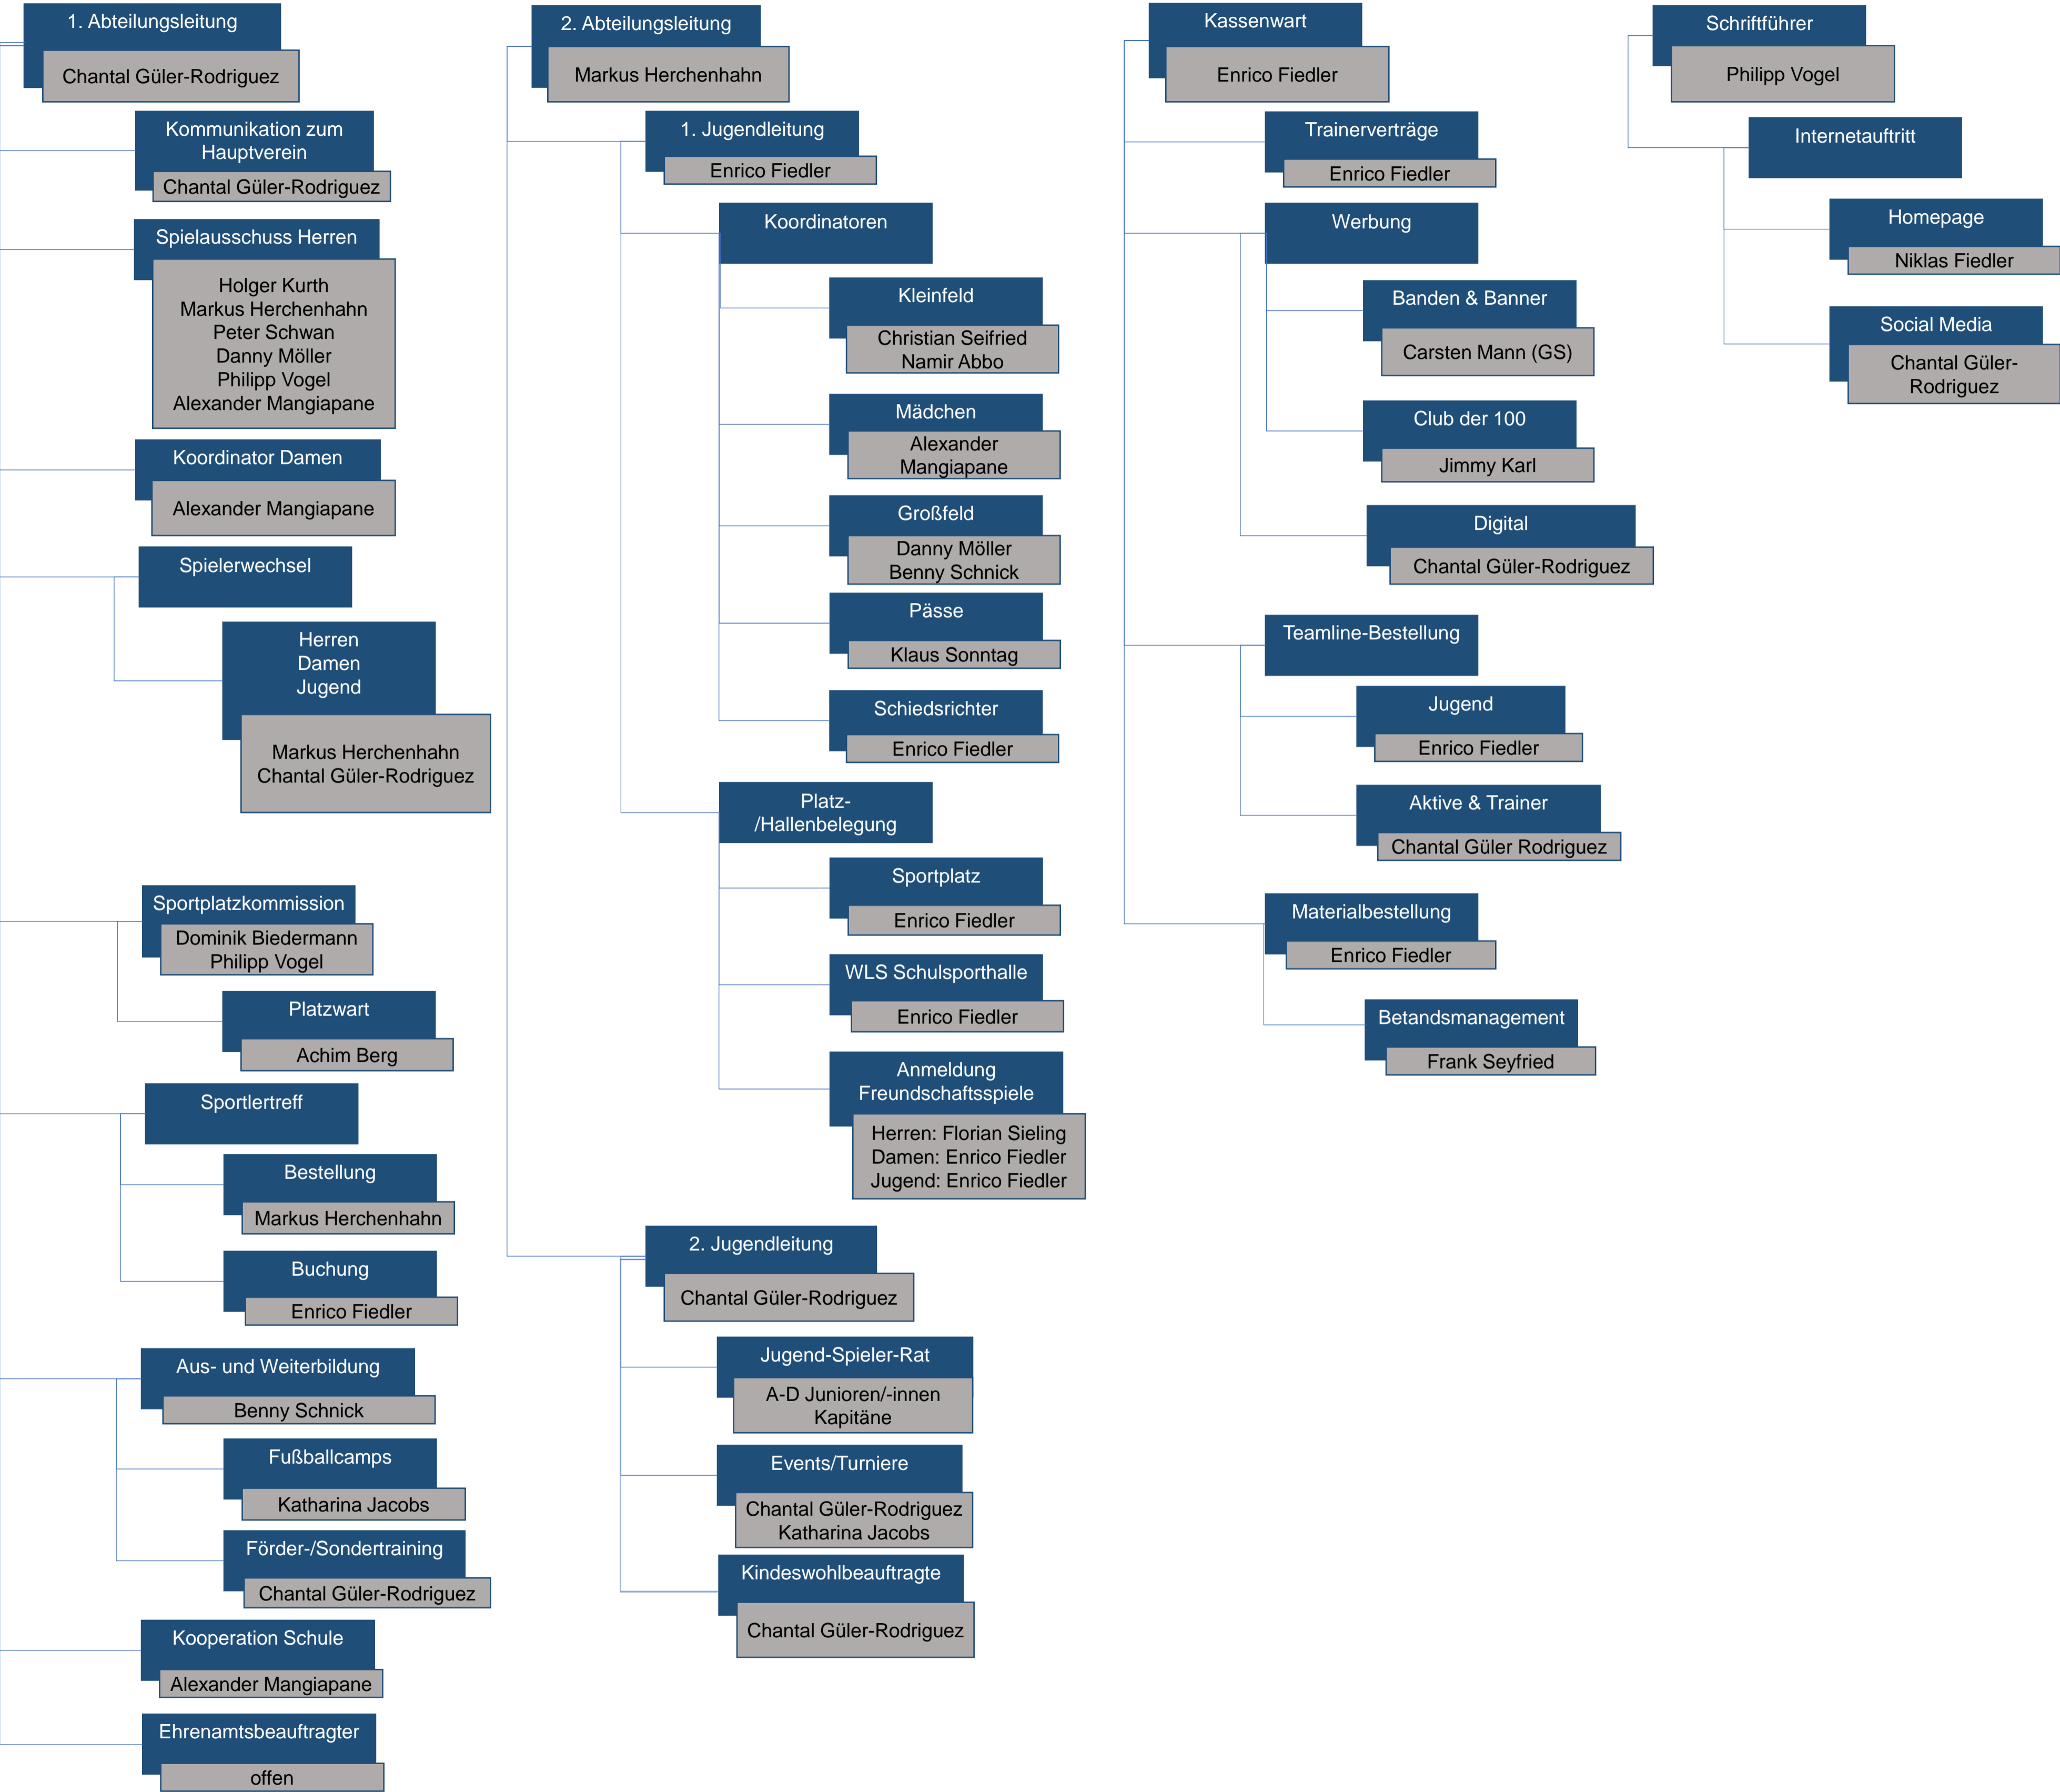 1. Abteilungsleitung
Chantal Güler-Rodriguez
Kommunikation zum
Hauptverein
Chantal Güler-Rodriguez
Spielausschuss Herren
Holger Kurth
Markus Herchenhahn
Peter Schwan
Danny Möller
Philipp Vogel
Alexander Mangiapane
Koordinator Damen
Alexander Mangiapane
Spielerwechsel
Herren
Damen
Jugend
Markus Herchenhahn
Chantal Güler-Rodriguez
Sportplatzkommission
Dominik Biedermann
Philipp Vogel
Platzwart
Achim Berg
Sportlertreff
Bestellung
Markus Herchenhahn
Buchung
Enrico Fiedler
Aus- und Weiterbildung
Benny Schnick
Fußballcamps
Katharina Jacobs
Förder-/Sondertraining
Chantal Güler-Rodriguez
Kooperation Schule
Alexander Mangiapane
Ehrenamtsbeauftragter
offen
2. Abteilungsleitung
Markus Herchenhahn
1. Jugendleitung
Enrico Fiedler
Koordinatoren
Kleinfeld
Christian Seifried
Namir Abbo
Mädchen
Alexander
Mangiapane
Großfeld
Danny Möller
Benny Schnick
Pässe
Klaus Sonntag
Schiedsrichter
Enrico Fiedler
Platz-
/Hallenbelegung
Sportplatz
Enrico Fiedler
WLS Schulsporthalle
Enrico Fiedler
Anmeldung
Freundschaftsspiele
Herren: Florian Sieling
Damen: Enrico Fiedler
Jugend: Enrico Fiedler
2. Jugendleitung
Chantal Güler-Rodriguez
Jugend-Spieler-Rat
A-D Junioren/-innen
Kapitäne
Events/Turniere
Chantal Güler-Rodriguez
Katharina Jacobs
Kindeswohlbeauftragte
Chantal Güler-Rodriguez
Kassenwart
Enrico Fiedler
Trainerverträge
Enrico Fiedler
Werbung
Banden & Banner
Carsten Mann (GS)
Club der 100
Jimmy Karl
Digital
Chantal Güler-Rodriguez
Teamline-Bestellung
Jugend
Enrico Fiedler
Aktive & Trainer
Chantal Güler Rodriguez
Materialbestellung
Enrico Fiedler
Betandsmanagement
Frank Seyfried
Schriftführer
Philipp Vogel
Internetauftritt
Homepage
Niklas Fiedler
Social Media
Chantal Güler-
Rodriguez